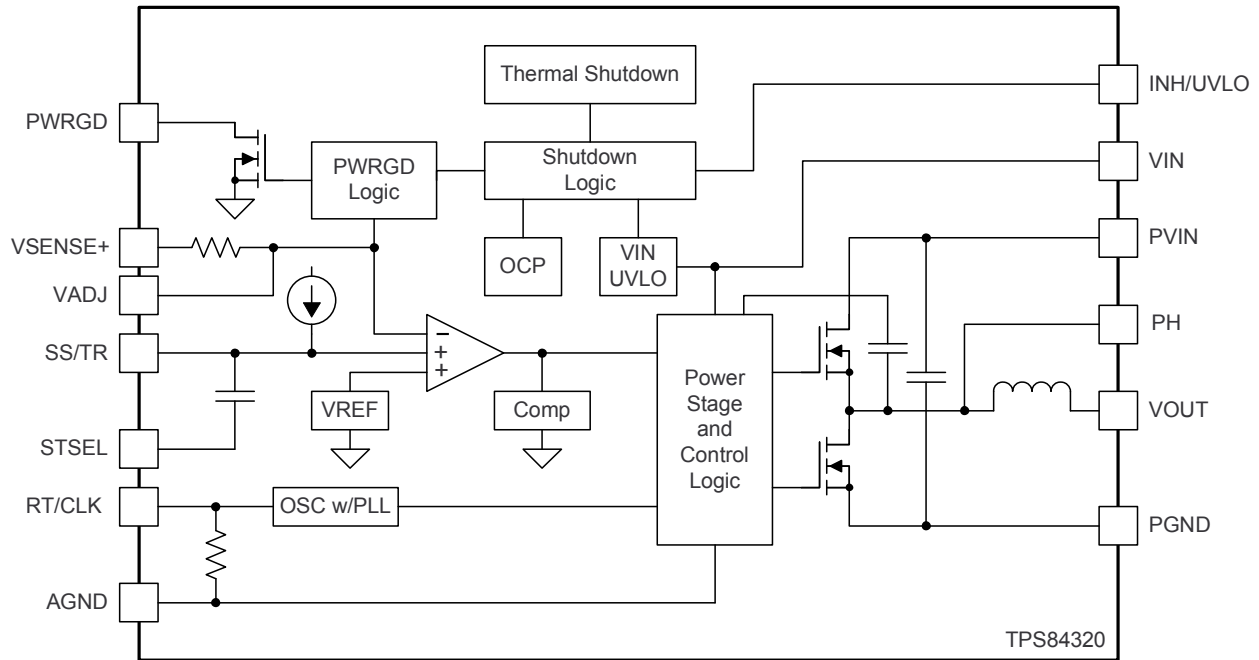 Thermal Shutdown
INH/UVLO
PWRGD
PWRGD
Logic
Shutdown
Logic
VIN
VSENSE+
OCP
VIN
UVLO
PVIN
VADJ
SS/TR
PH
−
+
+
VREF
Comp
Power
Stage
and
Control
Logic
VOUT
STSEL
RT/CLK
OSC w/PLL
PGND
AGND
TPS84320